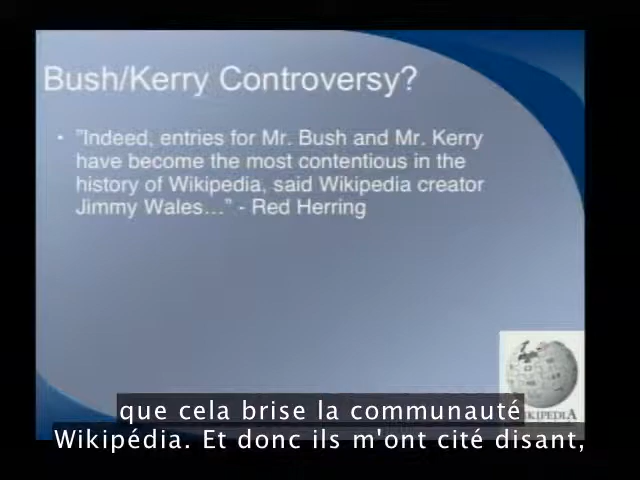 Bush/Kerry Controversy?
• "Indeed, entries for Mr. Bush and Mr. Kerry
have become the most contentious in the
history of Wikipedia, said Wikipedia creator
Jimmy Wales…" - Red Herring
WIKIPEDIA
que cela brise la communauté
Wikipédia. Et donc ils m'ont cité disant,